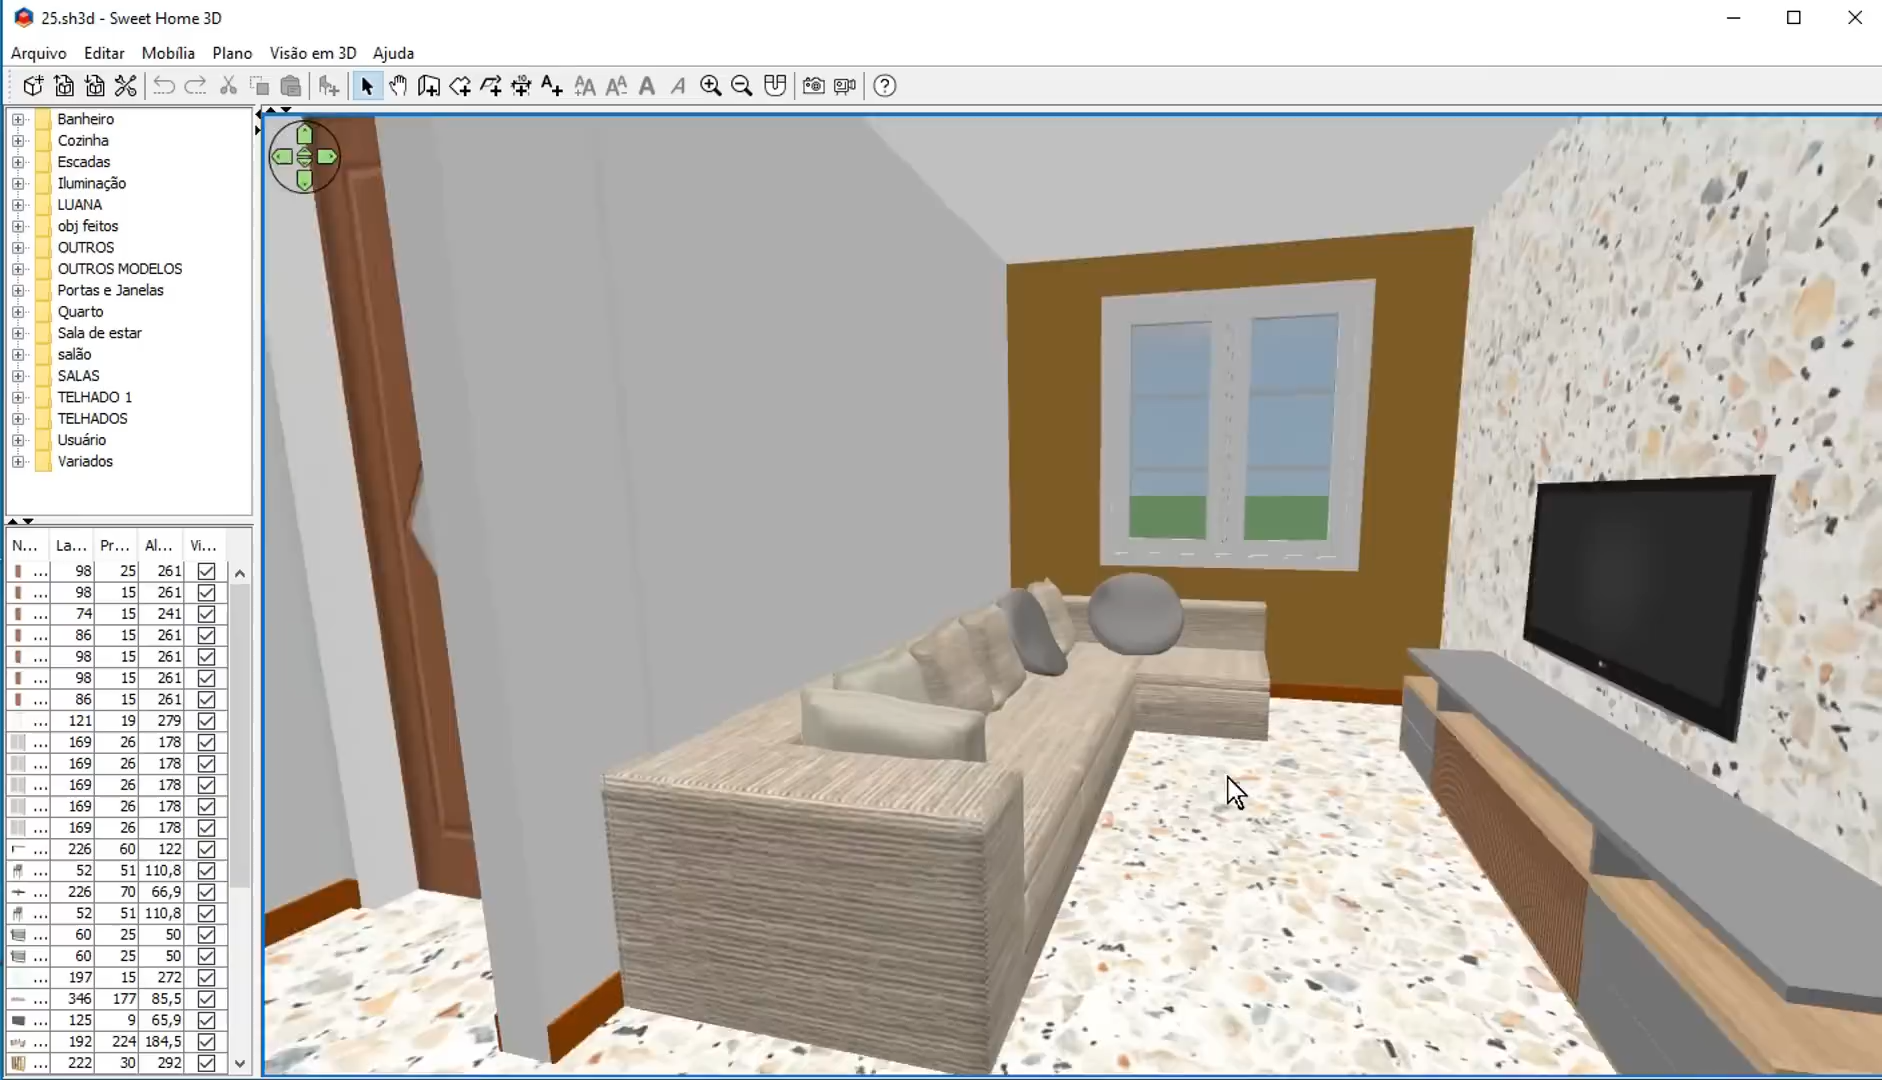 25.sh3d - Sweet Home 3D
Arquivo Editar Mobília Plano Visão em 3D Ajuda
Banheiro
Cozinha
Escadas
Iluminação
LUANA
obj feitos
OUTROS
OUTROS MODELOS
Portas e Janelas
Quarto
Sala de estar
salão
SALAS
TELHADO 1
TELHADOS
Usuário
Variados
N... La... Pr... Al... Vi...
... 98 25 261
... 98 15 261
... 74 15 241
... 86 15 261
... 98 15 261
... 98 15 261
... 86 15 261
... 121 19 279
... 169 26 178
... 169 26 178
... 169 26 178
... 169 26 178
... 169 26 178
... 226 60 122
... 52 51 110,8
... 226 70 66,9
... 52 51 110,8
... 60 25 50
... 60 25 50
... 197 15 272
... 346 177 85,5
... 125 9 65,9
... 192 224 184,5
... 222 30 292